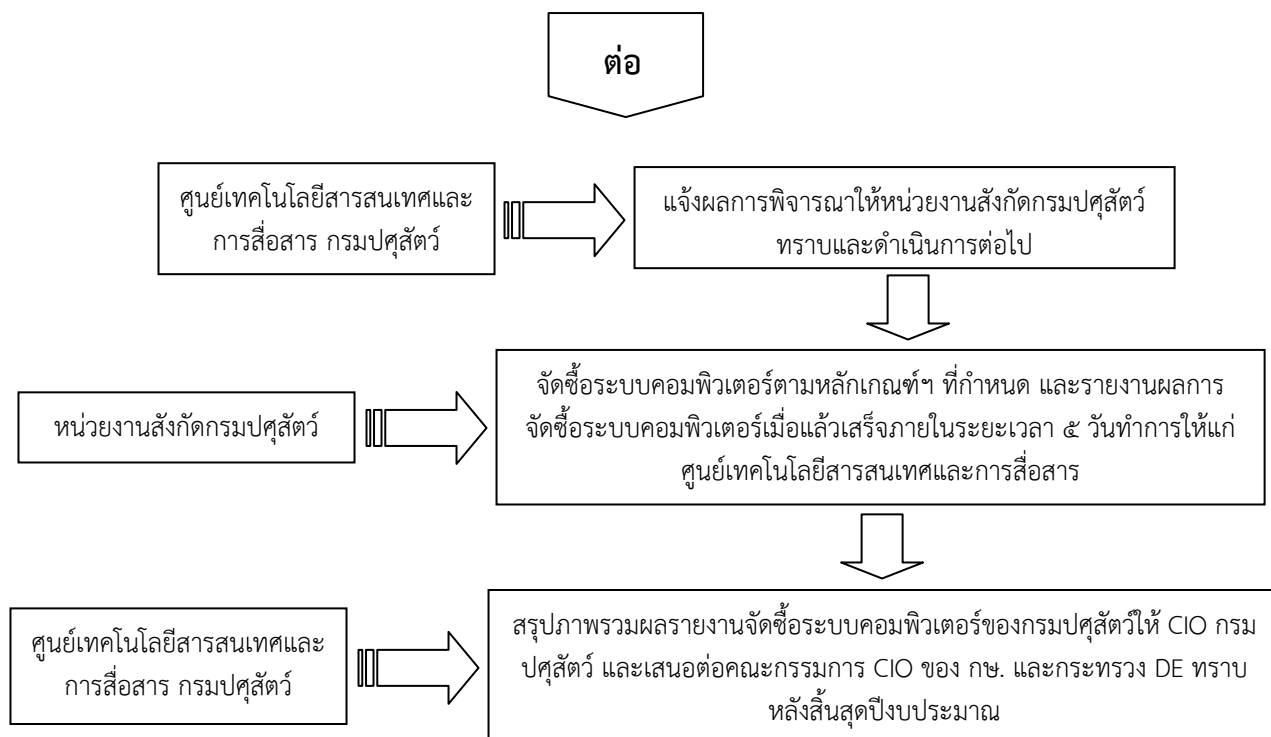 ต่อ
ศูนย์เทคโนโลยีสารสนเทศและ
การสื่อสาร กรมปศุสัตว์
แจ้งผลการพิจารณาให้หน่วยงานสังกัดกรมปศุสัตว์
ทราบและดำเนินการต่อไป
หน่วยงานสังกัดกรมปศุสัตว์
จัดซื้อระบบคอมพิวเตอร์ตามหลักเกณฑ์ฯ ที่กำหนด และรายงานผลการ
จัดซื้อระบบคอมพิวเตอร์เมื่อแล้วเสร็จภายในระยะเวลา ๕ วันทำการให้แก่
ศูนย์เทคโนโลยีสารสนเทศและการสื่อสาร
ศูนย์เทคโนโลยีสารสนเทศและ
การสื่อสาร กรมปศุสัตว์
สรุปภาพรวมผลรายงานจัดซื้อระบบคอมพิวเตอร์ของกรมปศุสัตว์ให้ CIO กรม
ปศุสัตว์ และเสนอต่อคณะกรรมการ CIO ของ กษ. และกระทรวง DE ทราบ
หลังสิ้นสุดปีงบประมาณ